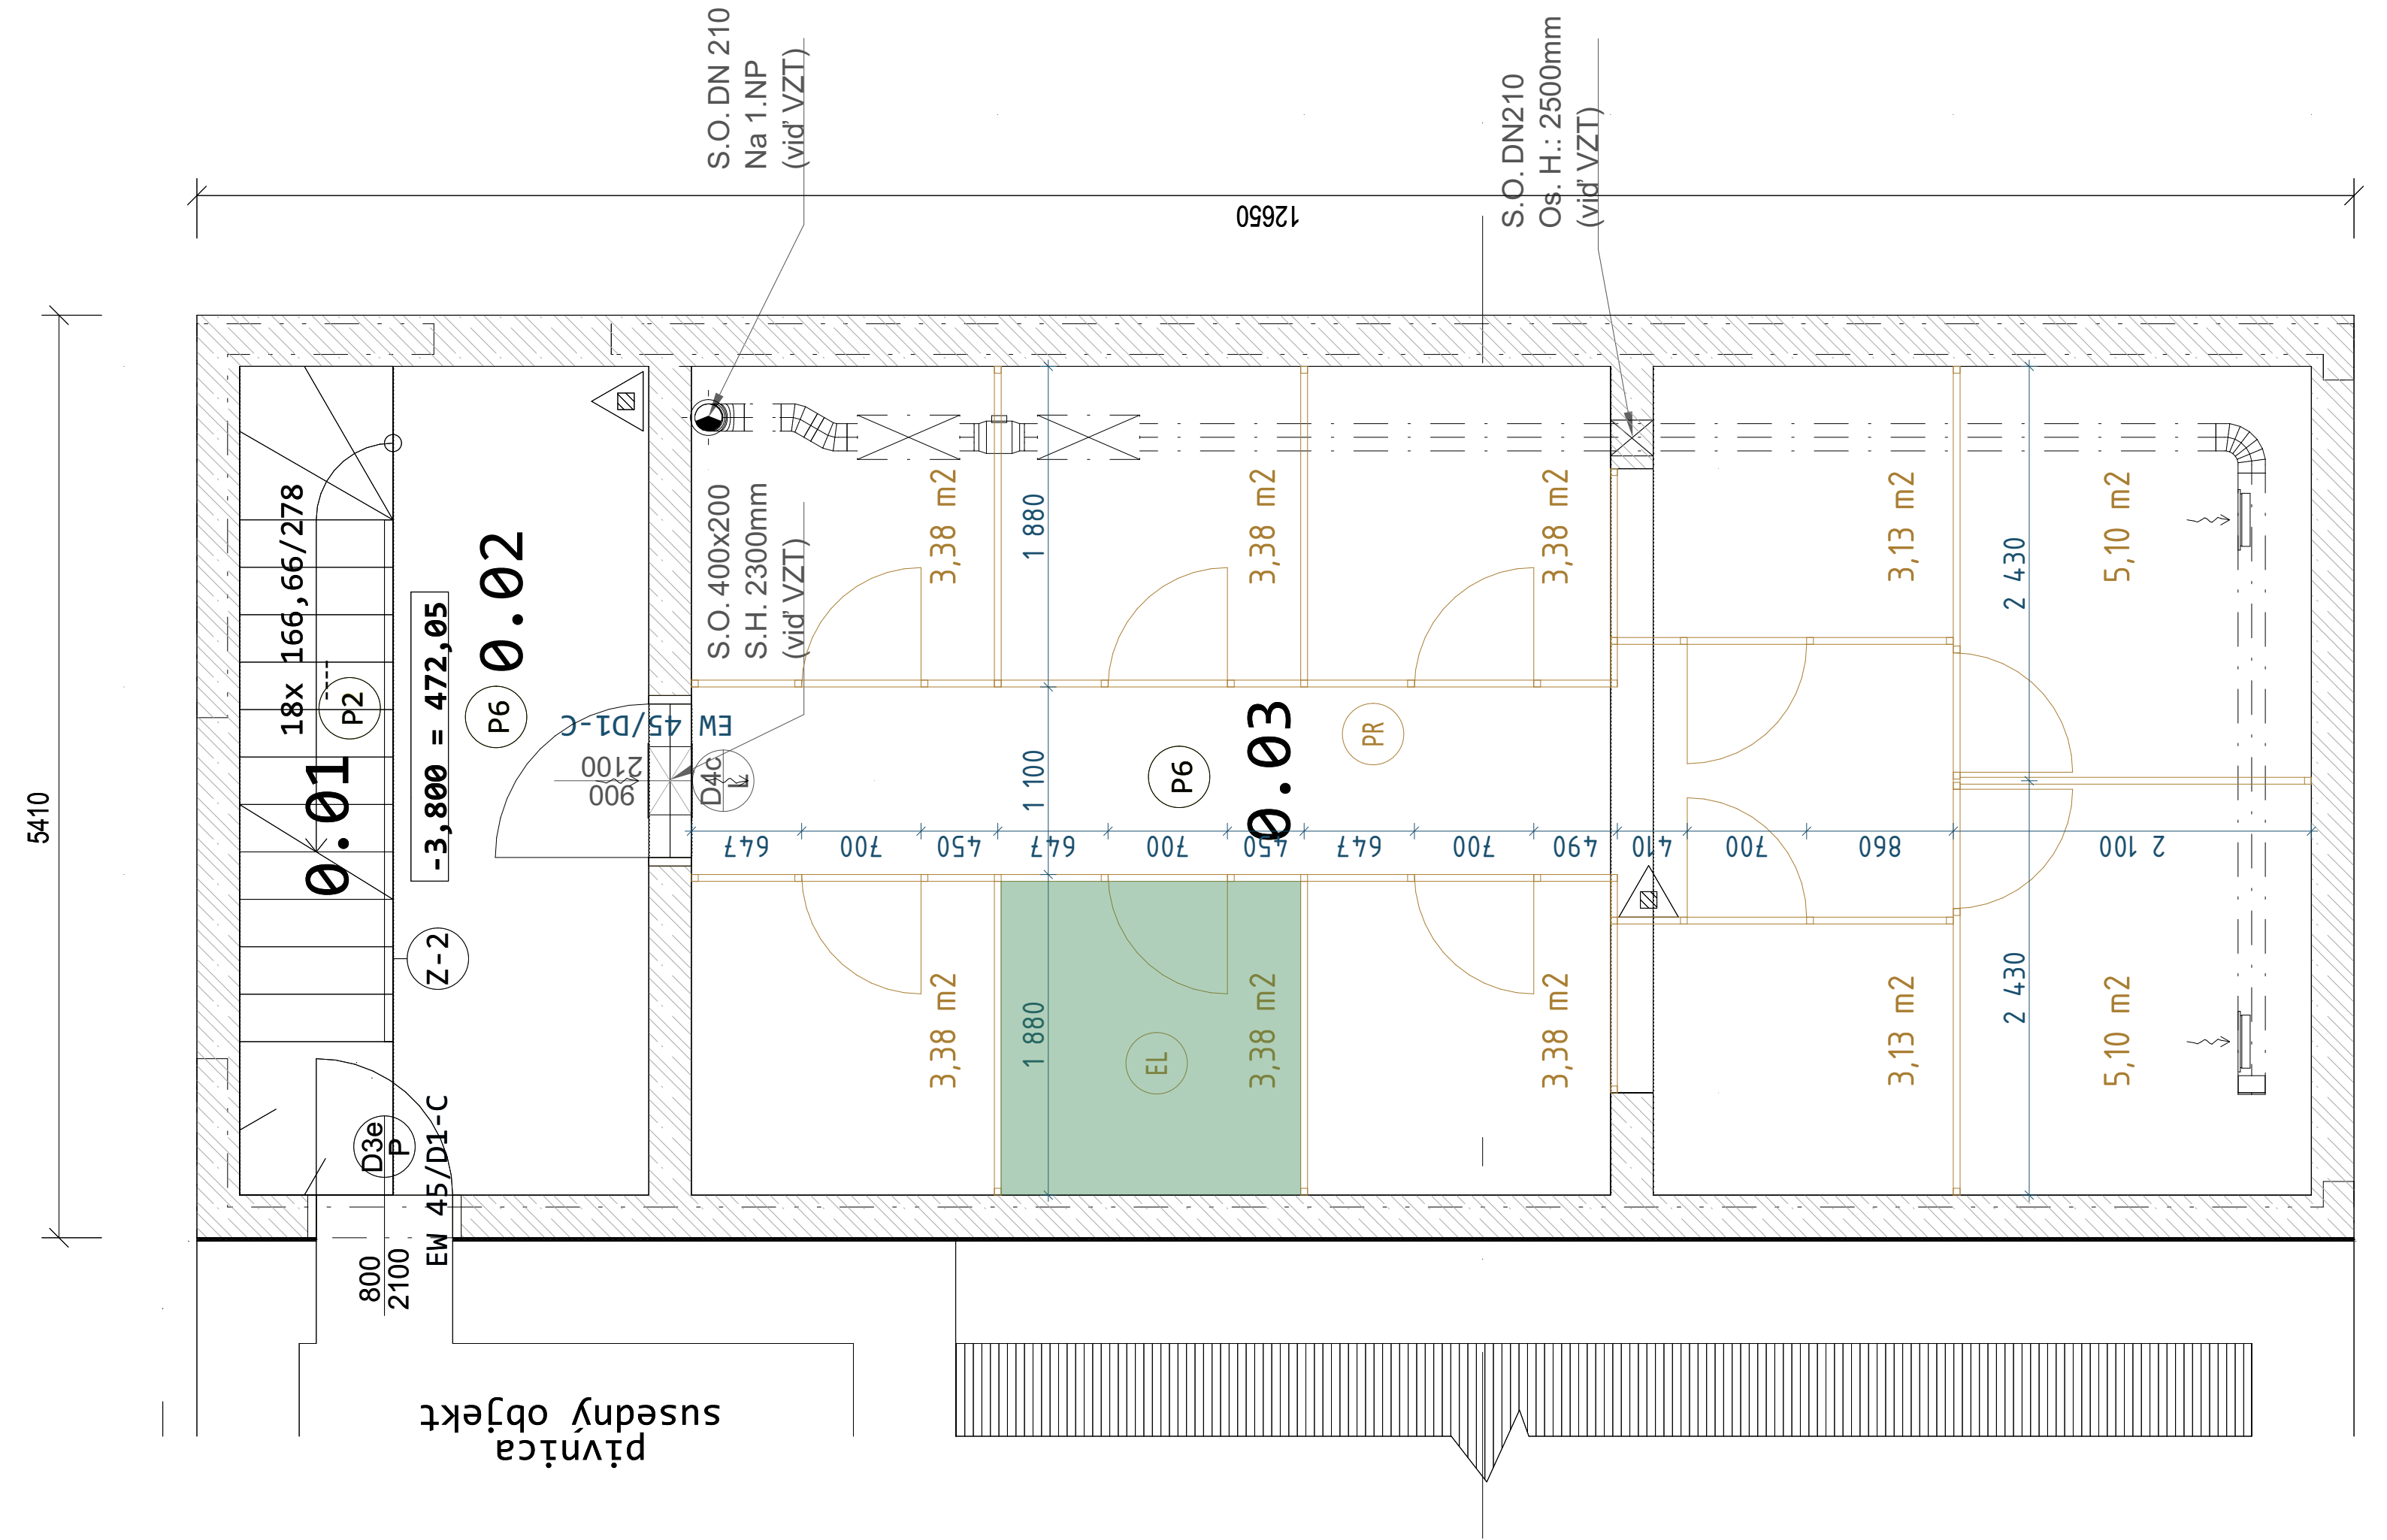 S.O. DN 210
Na 1.NP
(viď VZT)
S.O. DN210
Os. H.: 2500mm
(viď VZT)
12650
5410
18x 166,66/278
P2
0.01
-3,800 = 472,05
P6
0.02
Z-2
D3e
P
EW 45/D1-C
800
2100
EW 45/D1-C
900
2100
D4c
L
S.O. 400x200
S.H. 2300mm
(viď VZT)
3,38 m2
3,38 m2
3,38 m2
3,13 m2
5,10 m2
1 880
1 100
1 880
2 430
2 430
P6
0.03
PR
647
700
450
647
700
450
647
700
490
410
700
860
2 100
3,38 m2
EL
3,38 m2
3,38 m2
3,13 m2
5,10 m2
pivnica
susedný objekt